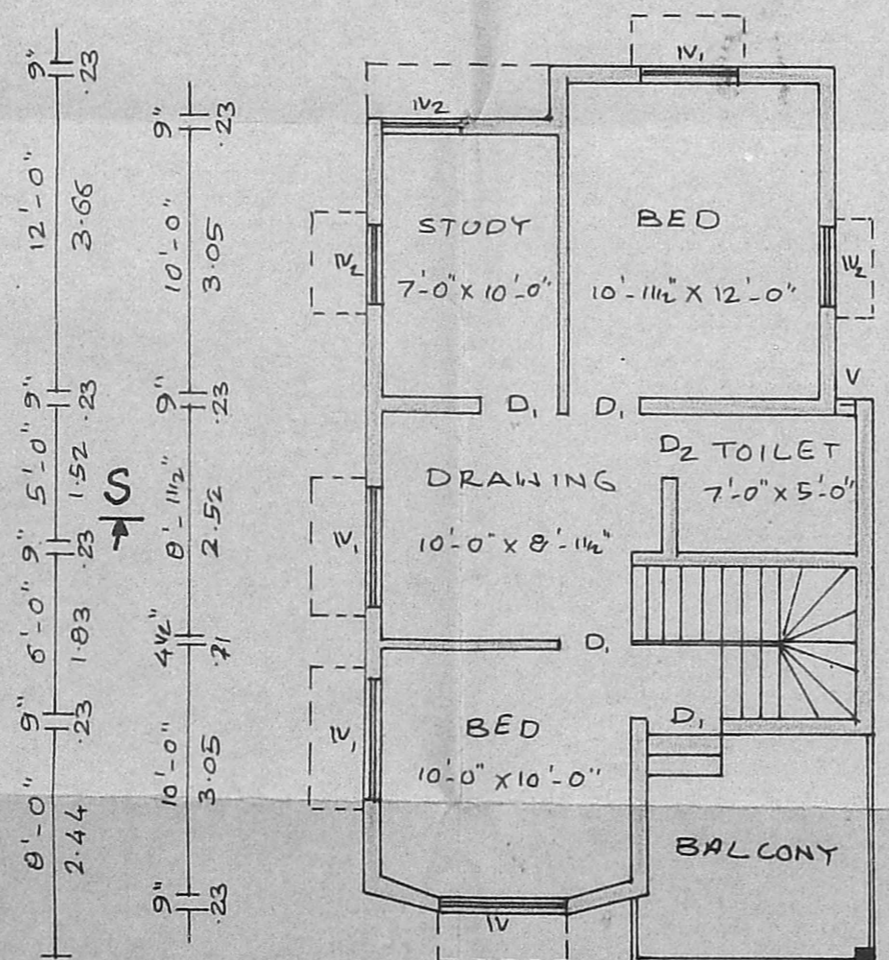 9"
.23
12'-0"
3.66
9"
.23
5'-0"
1.52
9"
.23
6'-0"
1.83
9"
.23
8'-0"
2.44
9"
.23
10'-0"
3.05
9"
.23
8'-11½"
2.52
4½"
10'-0"
3.05
9"
.23
S
W₁
W₂
STUDY
7'-0" X 10'-0"
BED
10'-11½" X 12'-0"
W₂
W₂
V
D₁
D₁
D₂ TOILET
7'-0" X 5'-0"
DRAWING
10'-0" X 8'-11½"
W₁
D₁
W₁
BED
10'-0" X 10'-0"
D₁
BALCONY
W